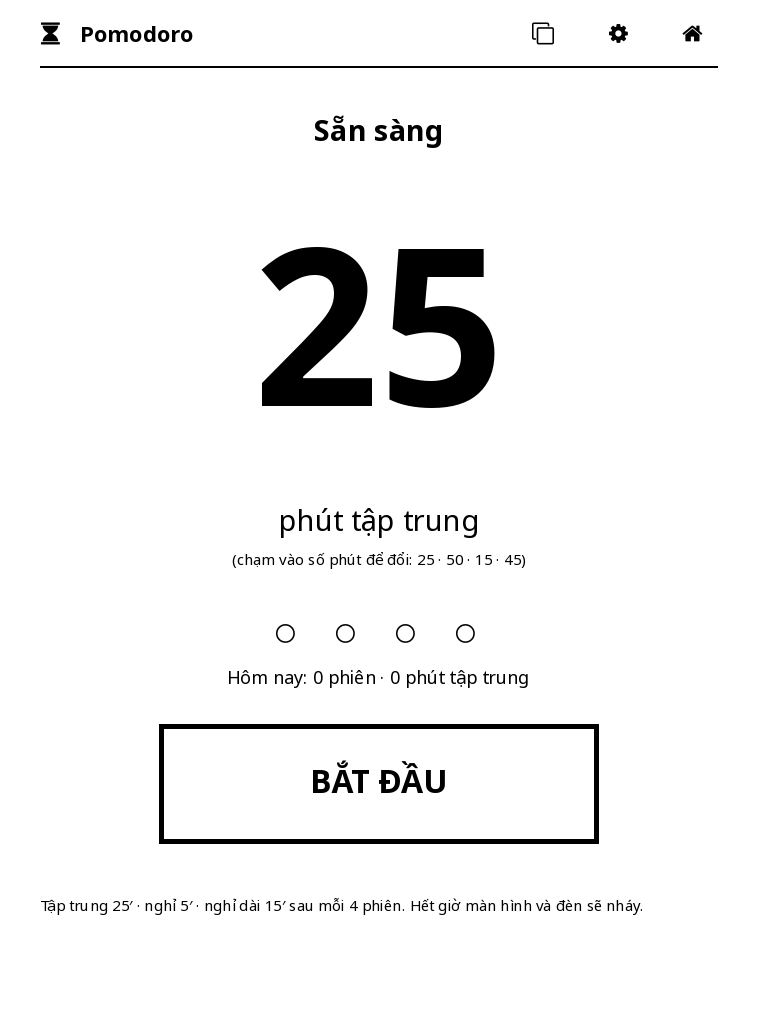 Pomodoro
Sẵn sàng
25
phút tập trung
(chạm vào số phút để đổi: 25 · 50 · 15 · 45)
Hôm nay: 0 phiên · 0 phút tập trung
BẮT ĐẦU
Tập trung 25′ · nghỉ 5′ · nghỉ dài 15′ sau mỗi 4 phiên. Hết giờ màn hình và đèn sẽ nháy.